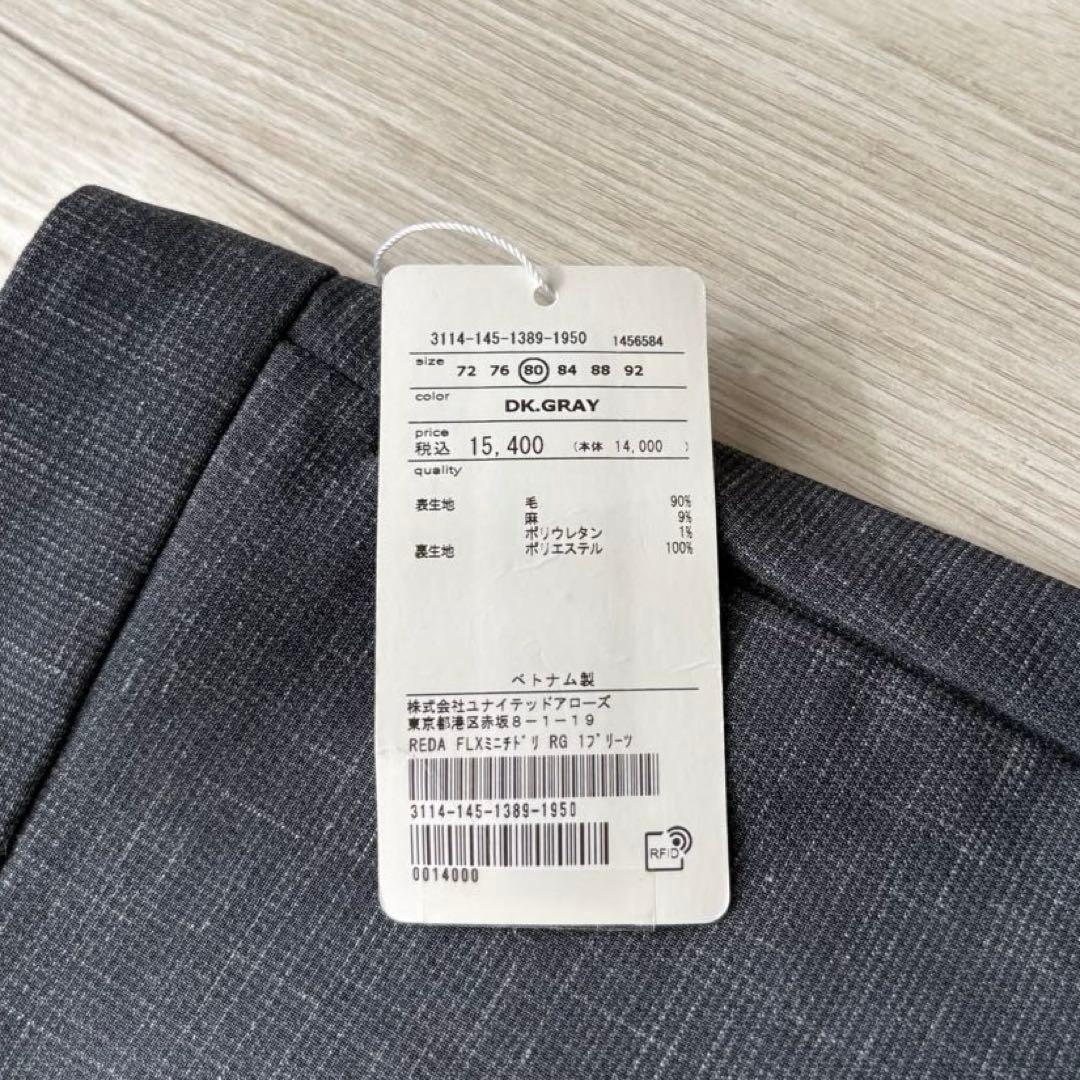 3114-145-1389-1950 1456584
size 72 76 80 84 88 92
color DK.GRAY
price
税込 15,400 (本体 14,000 )
quality
表生地 毛 90%
麻 9%
ポリウレタン 1%
裏生地 ポリエステル 100%
ベトナム製
株式会社ユナイテッドアローズ
東京都港区赤坂8-1-19
REDA FLXミニチドリ RG 1プリーツ
3114-145-1389-1950
0014000
RFID